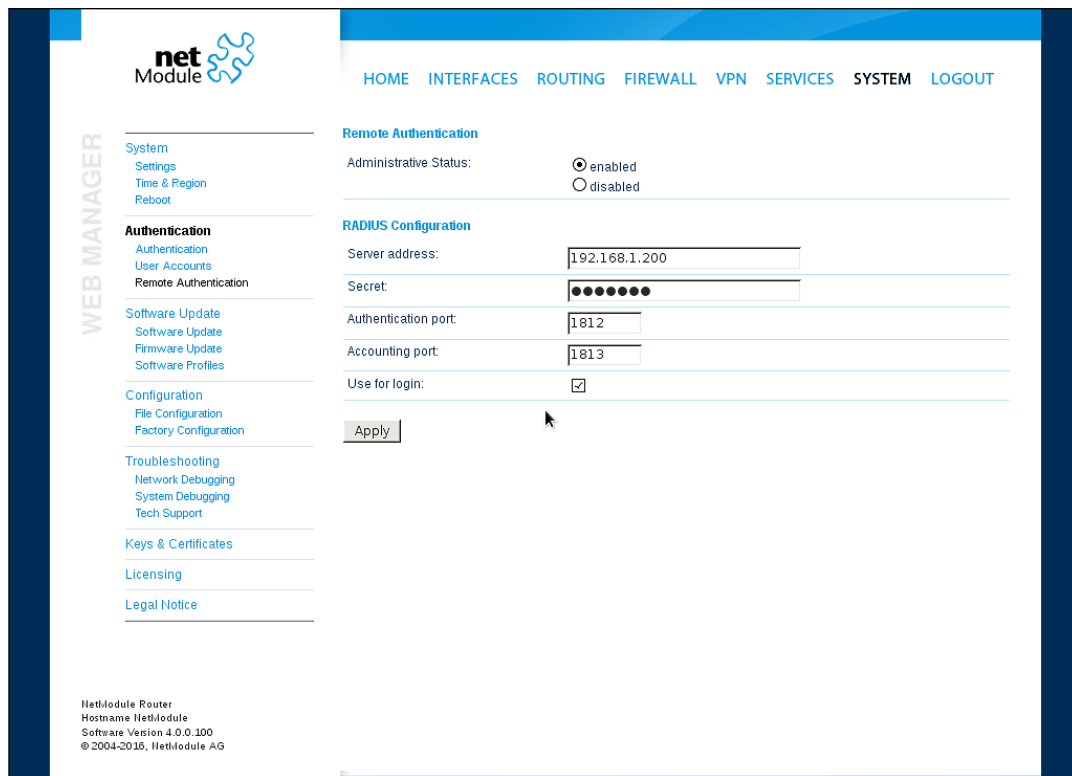 net
Module
HOME INTERFACES ROUTING FIREWALL VPN SERVICES SYSTEM LOGOUT
WEB MANAGER
System
Settings
Time & Region
Reboot
Authentication
Authentication
User Accounts
Remote Authentication
Software Update
Software Update
Firmware Update
Software Profiles
Configuration
File Configuration
Factory Configuration
Troubleshooting
Network Debugging
System Debugging
Tech Support
Keys & Certificates
Licensing
Legal Notice
Remote Authentication
Administrative Status:
enabled
disabled
RADIUS Configuration
Server address: 192.168.1.200
Secret: ●●●●●●●
Authentication port: 1812
Accounting port: 1813
Use for login:
Apply
NetModule Router
Hostname NetModule
Software Version 4.0.0.100
© 2004-2016, NetModule AG